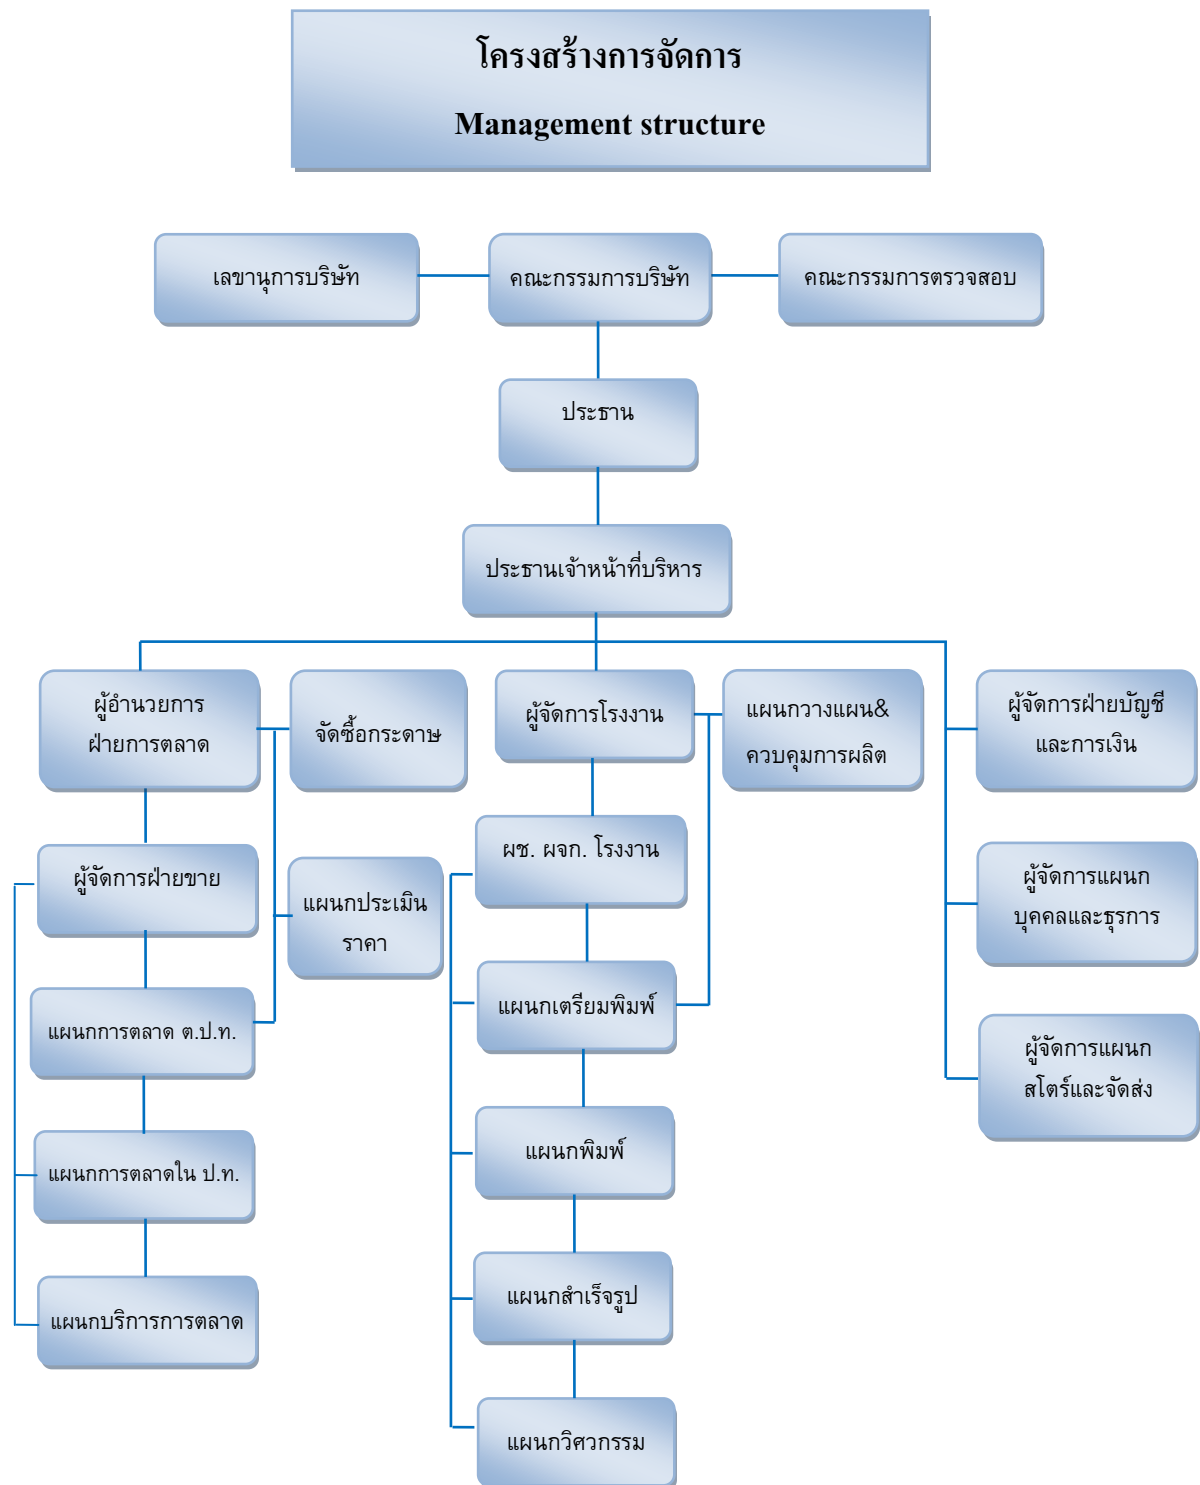 โครงสร้างการจัดการ
Management structure
เลขานุการบริษัท
คณะกรรมการบริษัท
คณะกรรมการตรวจสอบ
ประธาน
ประธานเจ้าหน้าที่บริหาร
ผู้อำนวยการ
ฝ่ายการตลาด
จัดซื้อกระดาษ
ผู้จัดการโรงงาน
แผนกวางแผน&
ควบคุมการผลิต
ผู้จัดการฝ่ายบัญชี
และการเงิน
ผู้จัดการฝ่ายขาย
แผนกประเมิน
ราคา
ผช. ผจก. โรงงาน
ผู้จัดการแผนก
บุคคลและธุรการ
แผนกการตลาด ต.ป.ท.
แผนกเตรียมพิมพ์
ผู้จัดการแผนก
สโตร์และจัดส่ง
แผนกการตลาดใน ป.ท.
แผนกพิมพ์
แผนกบริการการตลาด
แผนกสำเร็จรูป
แผนกวิศวกรรม